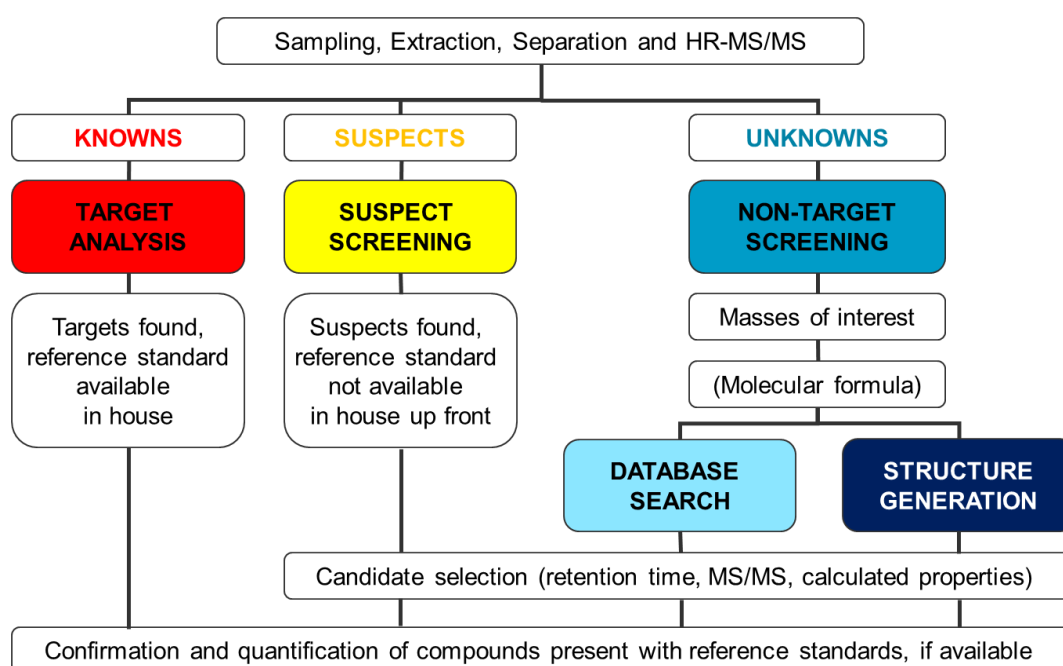 Sampling, Extraction, Separation and HR-MS/MS
KNOWNS
SUSPECTS
UNKNOWNS
TARGET
ANALYSIS
SUSPECT
SCREENING
NON-TARGET
SCREENING
Targets found,
reference standard
available
in house
Suspects found,
reference standard
not available
in house up front
Masses of interest
(Molecular formula)
DATABASE
SEARCH
STRUCTURE
GENERATION
Candidate selection (retention time, MS/MS, calculated properties)
Confirmation and quantification of compounds present with reference standards, if available